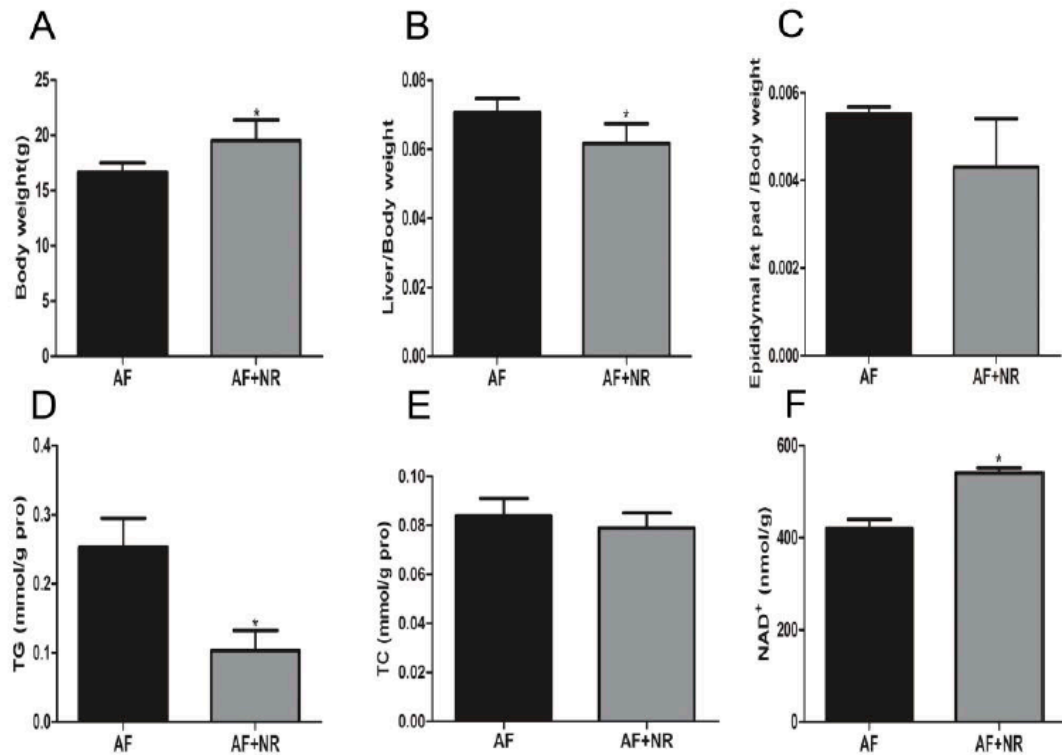 A
B
C
Body weight(g)
25
20
15
10
5
0
*
AF
AF+NR
Liver/Body weight
0.08
0.06
0.04
0.02
0.00
*
AF
AF+NR
Epididymal fat pad /Body weight
0.006
0.004
0.002
0.000
AF
AF+NR
D
E
F
TG (mmol/g pro)
0.4
0.3
0.2
0.1
0.0
*
AF
AF+NR
TC (mmol/g pro)
0.10
0.08
0.06
0.04
0.02
0.00
AF
AF+NR
NAD⁺ (nmol/g)
600
400
200
0
*
AF
AF+NR